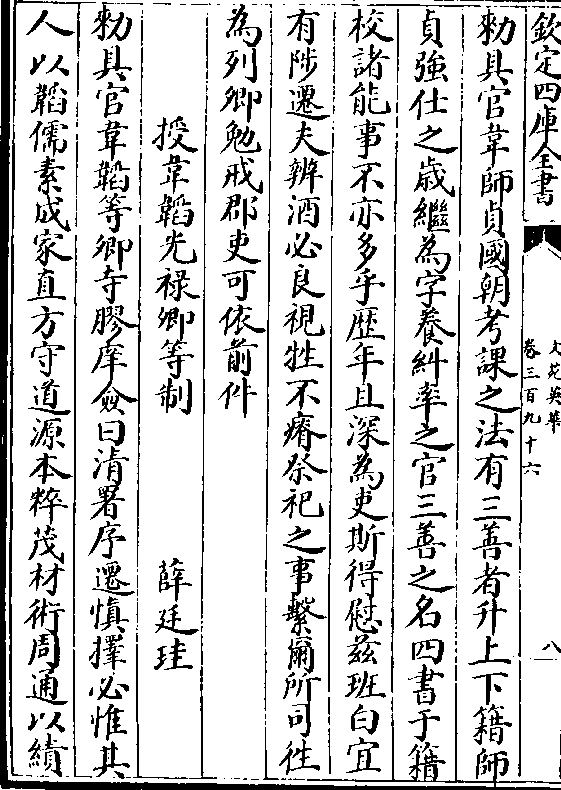 欽定四庫全書
文苑英華
卷三百九十六
八
勑具官韋師貞國朝考課之法有三善者升上下籍師
貞強仕之歲繼為字養糾率之官三善之名四書于籍
校諸能事不亦多乎歷年且深為吏斯得慰茲班白宜
有陟遷夫辨酒必良視牲不瘠祭祀之事繫爾所司往
為列卿勉戒郡吏可依前件
授韋韜光祿卿等制
薛廷珪
勑具官韋韜等卿寺膠庠僉曰清署序遷慎擇必惟其
人以韜儒素成家直方守道源本粹茂材術周通以績